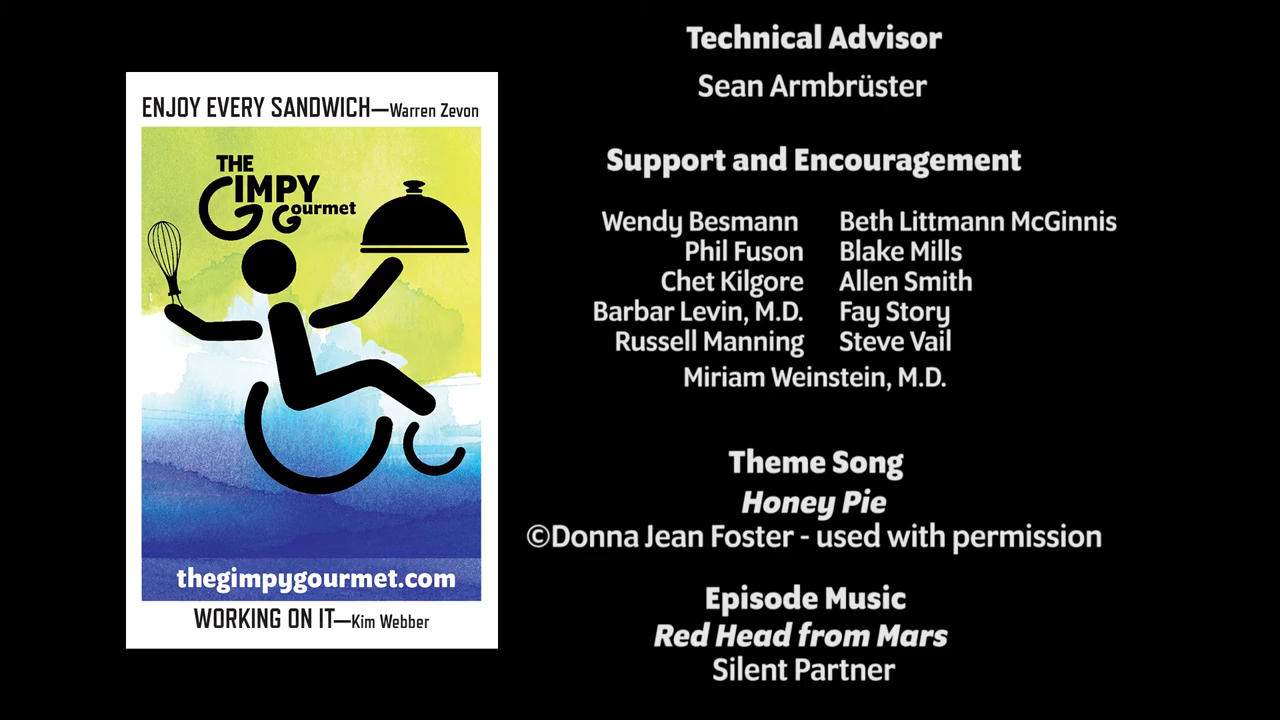 ENJOY EVERY SANDWICH—Warren Zevon
THE
GIMPY
Gourmet
thegimpygourmet.com
WORKING ON IT—Kim Webber
Technical Advisor
Sean Armbrüster
Support and Encouragement
Wendy Besmann Beth Littmann McGinnis
Phil Fuson Blake Mills
Chet Kilgore Allen Smith
Barbar Levin, M.D. Fay Story
Russell Manning Steve Vail
Miriam Weinstein, M.D.
Theme Song
Honey Pie
©Donna Jean Foster - used with permission
Episode Music
Red Head from Mars
Silent Partner